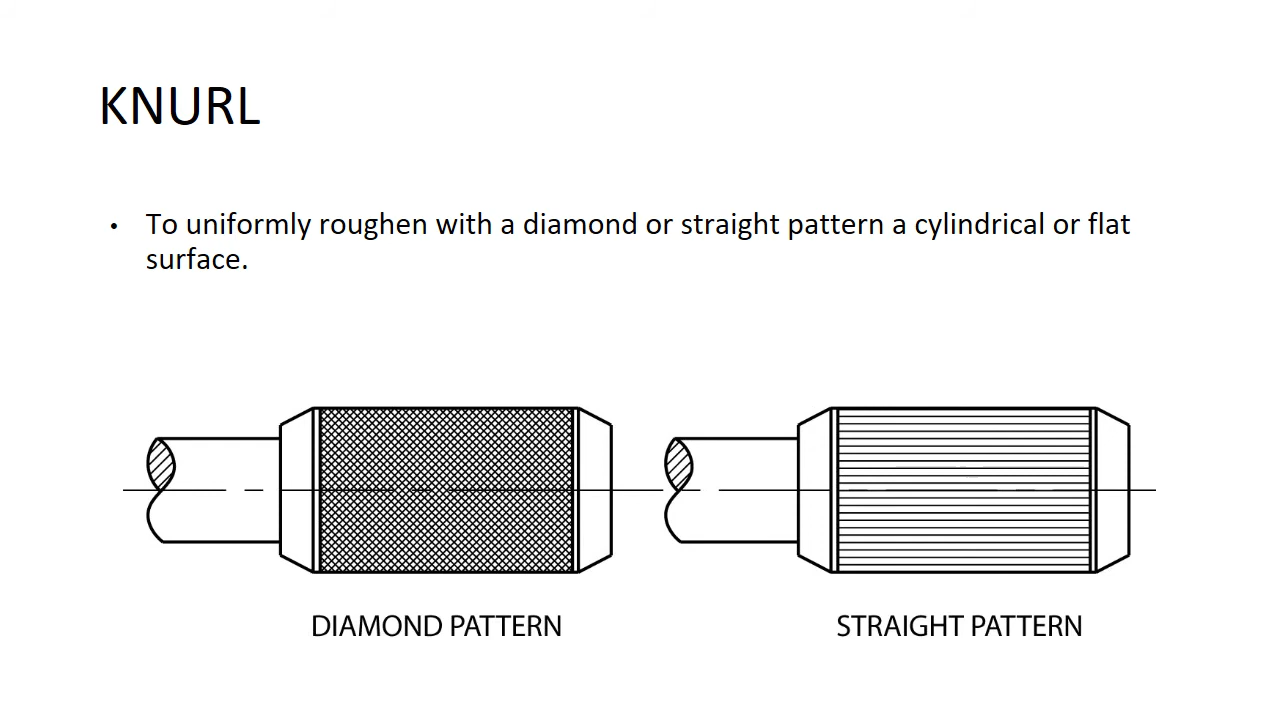 KNURL
• To uniformly roughen with a diamond or straight pattern a cylindrical or flat
surface.
DIAMOND PATTERN
STRAIGHT PATTERN